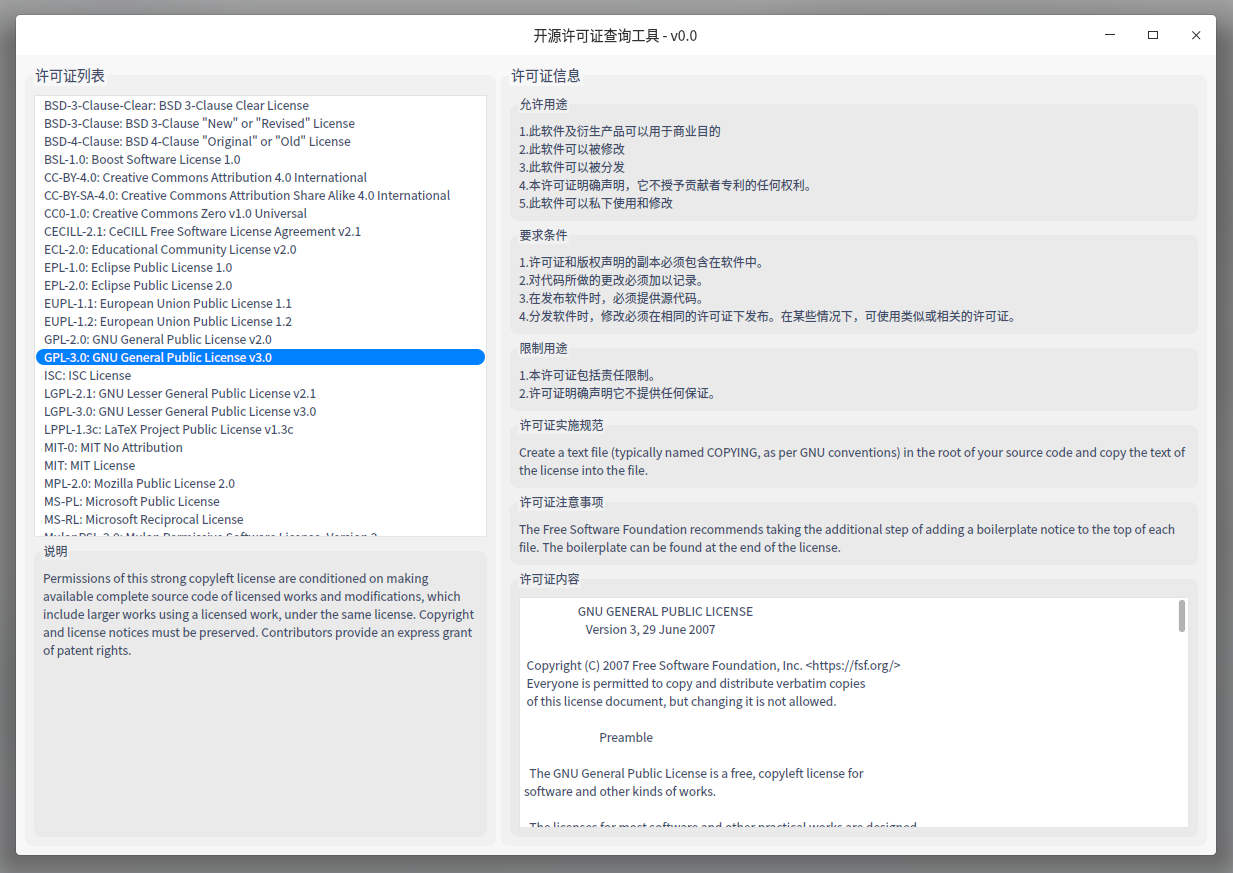 开源许可证查询工具 - v0.0
许可证列表
BSD-3-Clause-Clear: BSD 3-Clause Clear License
BSD-3-Clause: BSD 3-Clause "New" or "Revised" License
BSD-4-Clause: BSD 4-Clause "Original" or "Old" License
BSL-1.0: Boost Software License 1.0
CC-BY-4.0: Creative Commons Attribution 4.0 International
CC-BY-SA-4.0: Creative Commons Attribution Share Alike 4.0 International
CC0-1.0: Creative Commons Zero v1.0 Universal
CECILL-2.1: CeCILL Free Software License Agreement v2.1
ECL-2.0: Educational Community License v2.0
EPL-1.0: Eclipse Public License 1.0
EPL-2.0: Eclipse Public License 2.0
EUPL-1.1: European Union Public License 1.1
EUPL-1.2: European Union Public License 1.2
GPL-2.0: GNU General Public License v2.0
GPL-3.0: GNU General Public License v3.0
ISC: ISC License
LGPL-2.1: GNU Lesser General Public License v2.1
LGPL-3.0: GNU Lesser General Public License v3.0
LPPL-1.3c: LaTeX Project Public License v1.3c
MIT-0: MIT No Attribution
MIT: MIT License
MPL-2.0: Mozilla Public License 2.0
MS-PL: Microsoft Public License
MS-RL: Microsoft Reciprocal License
MulanPSL-2.0: Mulan Permissive Software License, Version 2
说明
Permissions of this strong copyleft license are conditioned on making
available complete source code of licensed works and modifications, which
include larger works using a licensed work, under the same license. Copyright
and license notices must be preserved. Contributors provide an express grant
of patent rights.
许可证信息
允许用途
1.此软件及衍生产品可以用于商业目的
2.此软件可以被修改
3.此软件可以被分发
4.本许可证明确声明，它不授予贡献者专利的任何权利。
5.此软件可以私下使用和修改
要求条件
1.许可证和版权声明的副本必须包含在软件中。
2.对代码所做的更改必须加以记录。
3.在发布软件时，必须提供源代码。
4.分发软件时，修改必须在相同的许可证下发布。在某些情况下，可使用类似或相关的许可证。
限制用途
1.本许可证包括责任限制。
2.许可证明确声明它不提供任何保证。
许可证实施规范
Create a text file (typically named COPYING, as per GNU conventions) in the root of your source code and copy the text of
the license into the file.
许可证注意事项
The Free Software Foundation recommends taking the additional step of adding a boilerplate notice to the top of each
file. The boilerplate can be found at the end of the license.
许可证内容
GNU GENERAL PUBLIC LICENSE
Version 3, 29 June 2007
Copyright (C) 2007 Free Software Foundation, Inc. <https://fsf.org/>
Everyone is permitted to copy and distribute verbatim copies
of this license document, but changing it is not allowed.
Preamble
The GNU General Public License is a free, copyleft license for
software and other kinds of works.
The licenses for most software and other practical works are designed